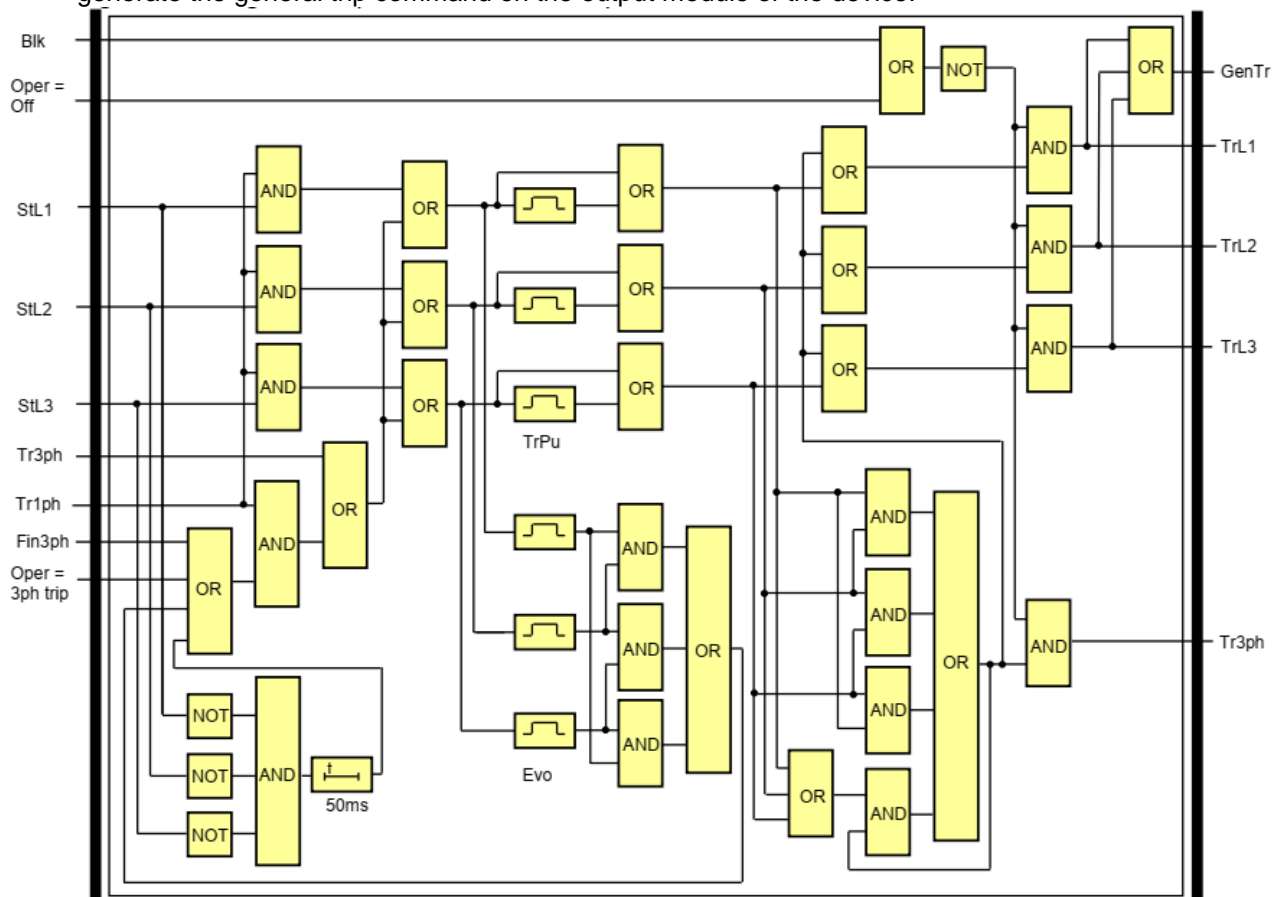 generate the general trip command on the output module of the device.
Blk
OR
NOT
OR
GenTr
Oper =
Off
AND
OR
OR
OR
AND
TrL1
StL1
AND
OR
OR
OR
AND
TrL2
StL2
AND
OR
OR
OR
AND
TrL3
StL3
TrPu
Tr3ph
OR
Tr1ph
AND
AND
Fin3ph
AND
Oper =
3ph trip
OR
AND
AND
OR
AND
OR
AND
Tr3ph
AND
NOT
AND
NOT
AND
t
50ms
Evo
OR
AND
NOT